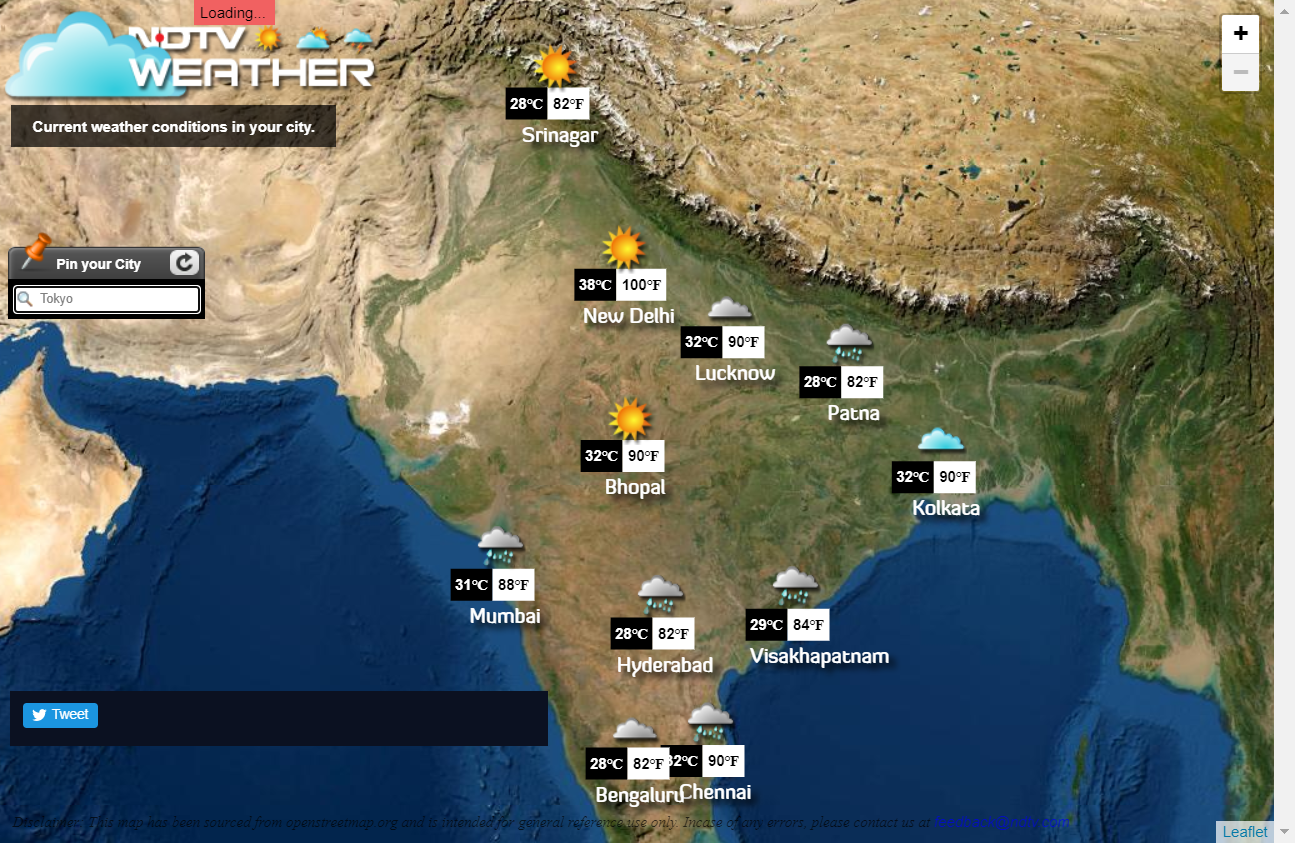 Loading...
NDTV
WEATHER
Current weather conditions in your city.
+
−
28°C 82°F
Srinagar
Pin your City
Tokyo
38°C 100°F
New Delhi
32°C 90°F
Lucknow
28°C 82°F
Patna
32°C 90°F
Bhopal
32°C 90°F
Kolkata
31°C 88°F
Mumbai
28°C 82°F
Hyderabad
29°C 84°F
Visakhapatnam
Tweet
28°C 82°F
Bengaluru
32°C 90°F
Chennai
Disclaimer: This map has been sourced from openstreetmap.org and is intended for general reference use only. Incase of any errors, please contact us at feedback@ndtv.com
Leaflet